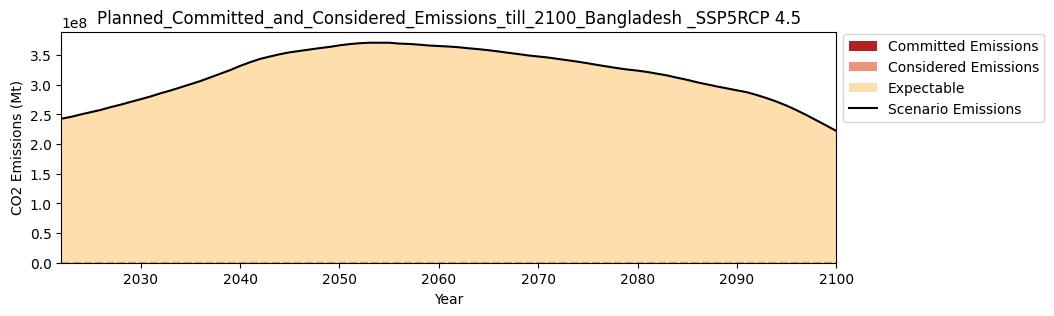 Planned_Committed_and_Considered_Emissions_till_2100_Bangladesh _SSP5RCP 4.5
1e8
3.5
3.0
2.5
2.0
1.5
1.0
0.5
0.0
CO2 Emissions (Mt)
2030 2040 2050 2060 2070 2080 2090 2100
Year
Committed Emissions
Considered Emissions
Expectable
Scenario Emissions